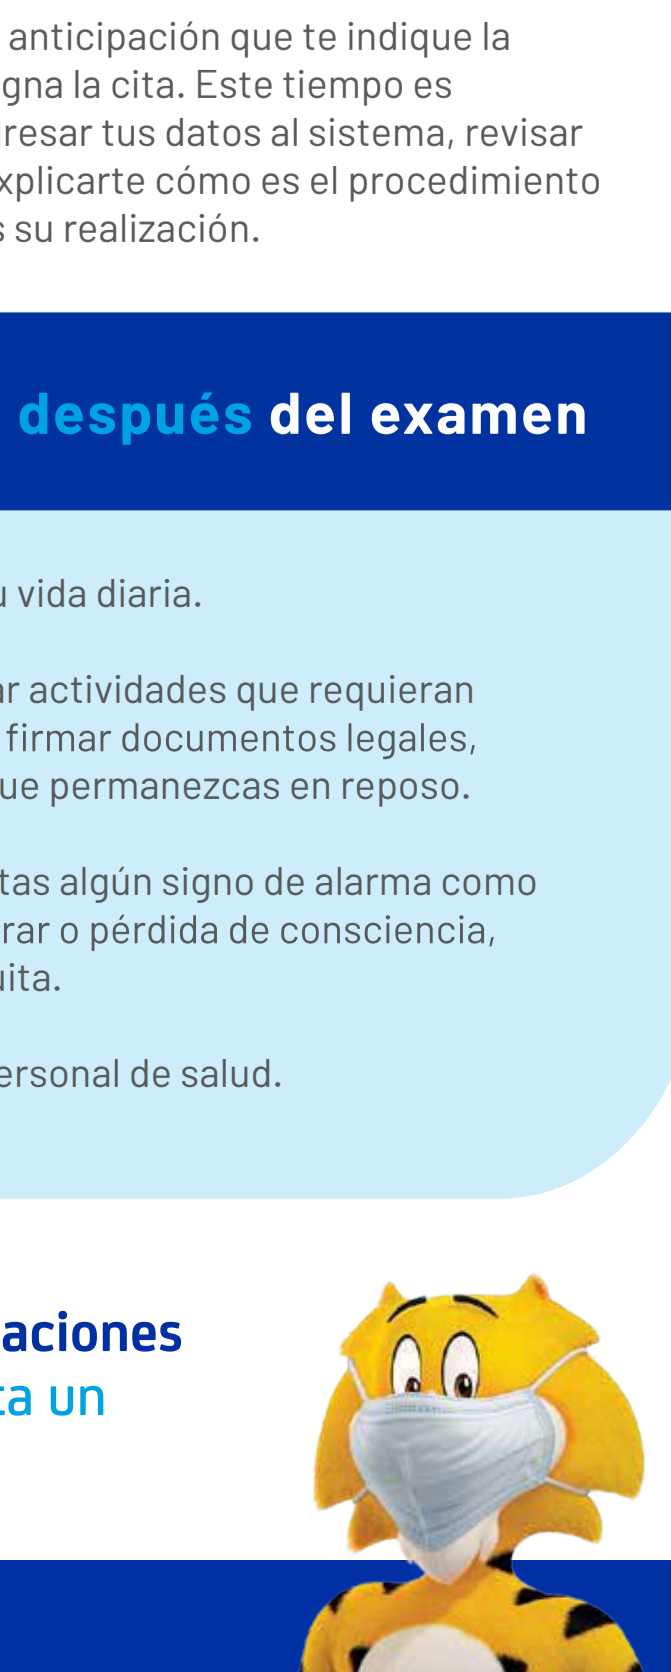 anticipación que te indique la
gna la cita. Este tiempo es
resar tus datos al sistema, revisar
xplicarte cómo es el procedimiento
s su realización.
después del examen
u vida diaria.
ar actividades que requieran
firmar documentos legales,
ue permanezcas en reposo.
tas algún signo de alarma como
rar o pérdida de consciencia,
uita.
ersonal de salud.
aciones
ta un